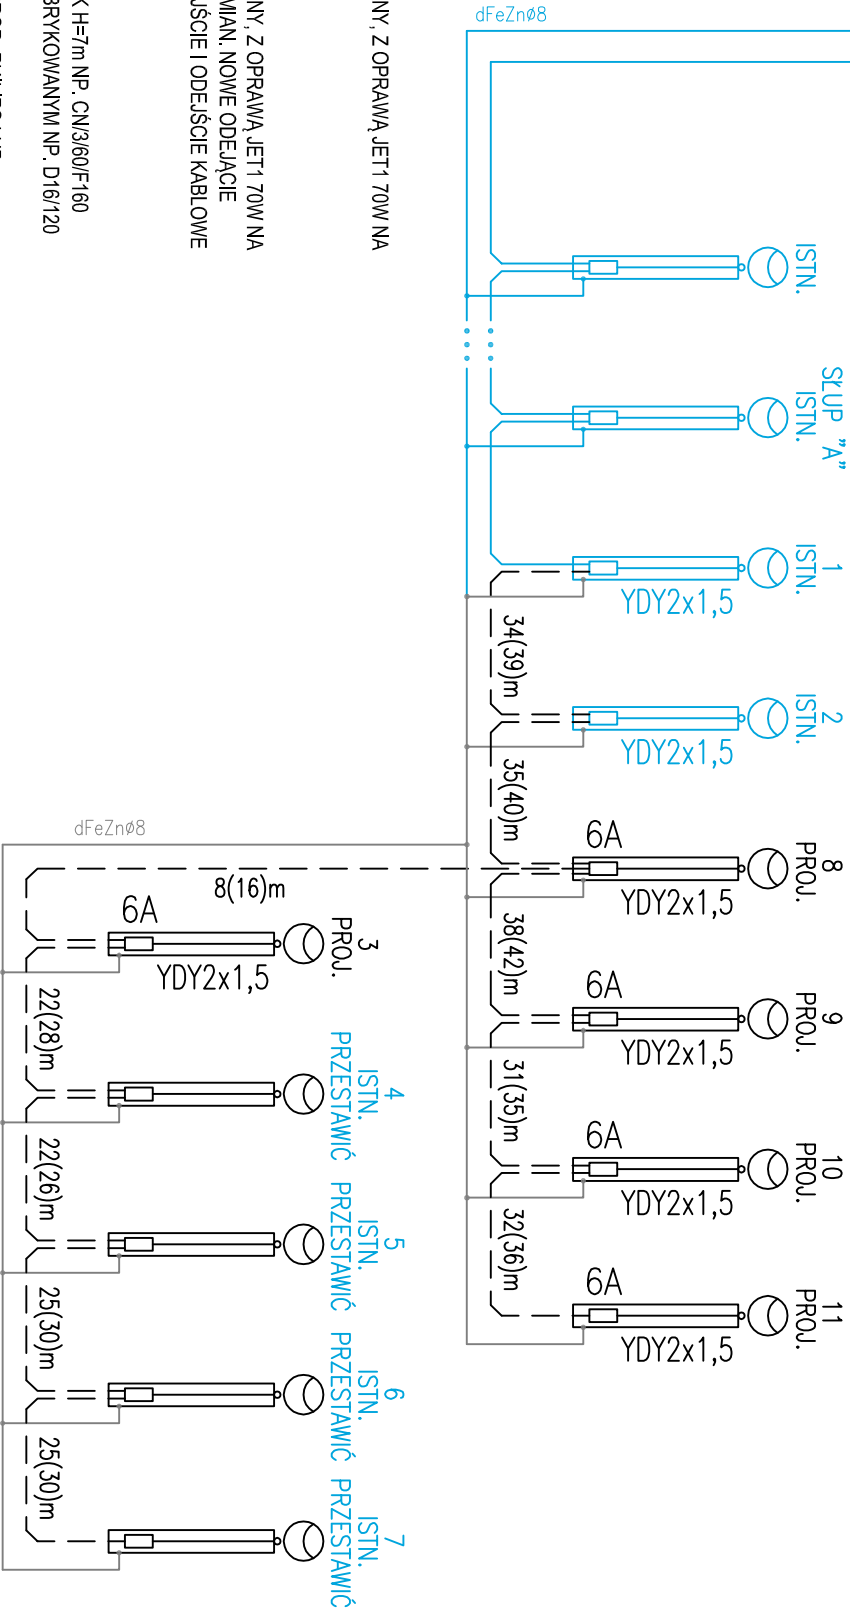 dFeZnø8
NY, Z OPRAWĄ JET1 70W NA
NY, Z OPRAWĄ JET1 70W NA
MIAN. NOWE ODEJĄCIE
JŚCIE I ODEJŚCIE KABLOWE
K H=7m NP. CN/3/60/F160
BRYKOWANYM NP. D16/120
ISTN.
SŁUP "A"
ISTN.
1
ISTN.
YDY2x1,5
34(39)m
2
ISTN.
YDY2x1,5
35(40)m
8
PROJ.
6A
YDY2x1,5
38(42)m
9
PROJ.
6A
YDY2x1,5
31(35)m
10
PROJ.
6A
YDY2x1,5
32(36)m
11
PROJ.
6A
YDY2x1,5
dFeZnø8
8(16)m
3
PROJ.
6A
YDY2x1,5
22(28)m
4
ISTN.
PRZESTAWIĆ
22(26)m
5
ISTN.
PRZESTAWIĆ
25(30)m
6
ISTN.
PRZESTAWIĆ
25(30)m
7
ISTN.
PRZESTAWIĆ